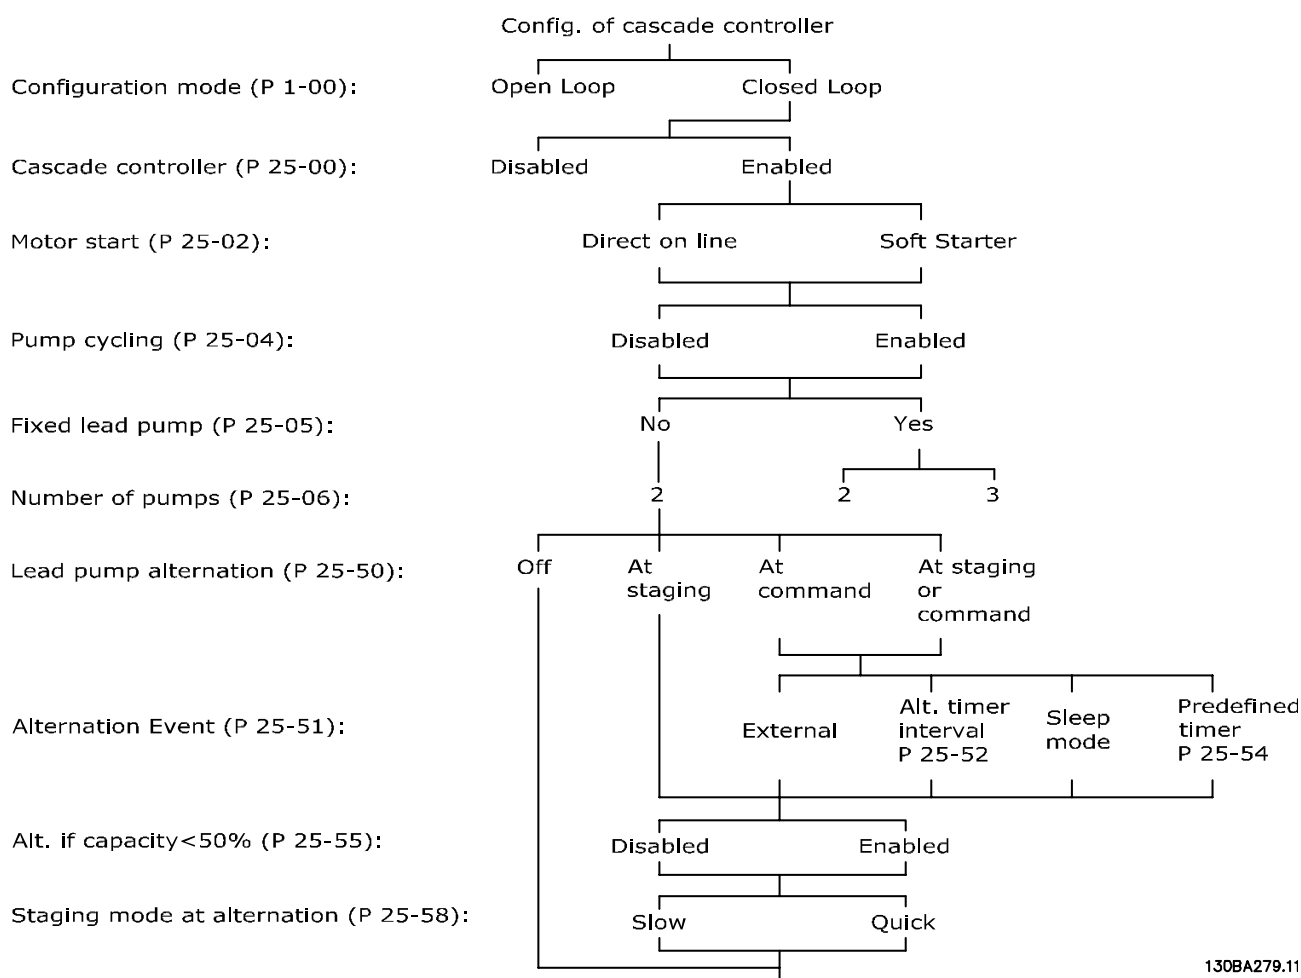 Config. of cascade controller
Configuration mode (P 1-00): Open Loop Closed Loop
Cascade controller (P 25-00): Disabled Enabled
Motor start (P 25-02): Direct on line Soft Starter
Pump cycling (P 25-04): Disabled Enabled
Fixed lead pump (P 25-05): No Yes
Number of pumps (P 25-06): 2 2 3
Lead pump alternation (P 25-50): Off
At
staging
At
command
At staging
or
command
Alternation Event (P 25-51): External
Alt. timer
interval
P 25-52
Sleep
mode
Predefined
timer
P 25-54
Alt. if capacity<50% (P 25-55): Disabled Enabled
Staging mode at alternation (P 25-58): Slow Quick
130BA279.11